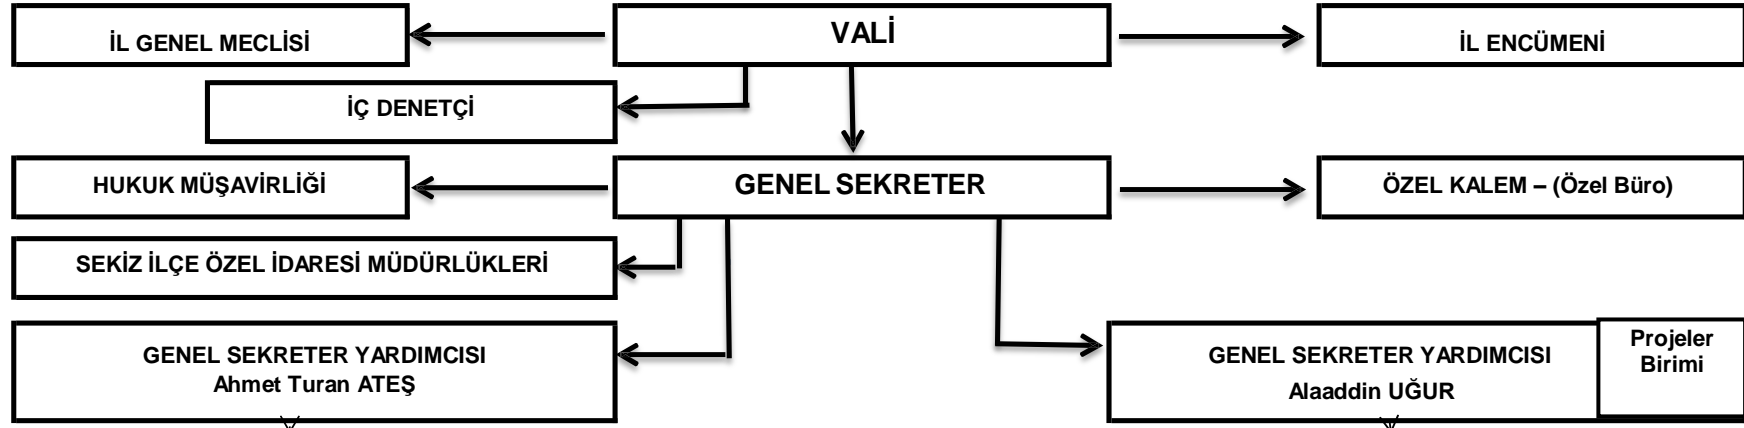 İL GENEL MECLİSİ
VALİ
İL ENCÜMENİ
İÇ DENETÇİ
HUKUK MÜŞAVİRLİĞİ
GENEL SEKRETER
ÖZEL KALEM – (Özel Büro)
SEKİZ İLÇE ÖZEL İDARESİ MÜDÜRLÜKLERİ
GENEL SEKRETER YARDIMCISI
Ahmet Turan ATEŞ
GENEL SEKRETER YARDIMCISI
Alaaddin UĞUR
Projeler
Birimi